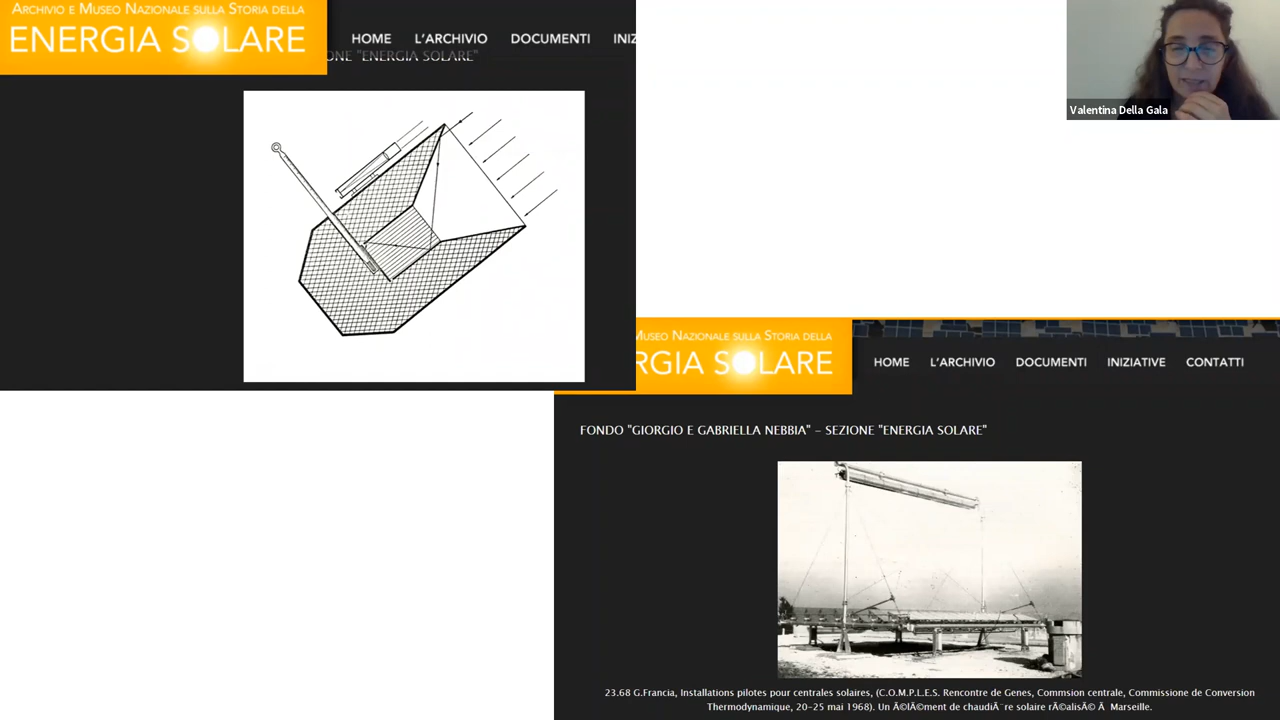 ARCHIVIO E MUSEO NAZIONALE SULLA STORIA DELLA
ENERGIA SOLARE
HOME L'ARCHIVIO DOCUMENTI INIZ
ONE "ENERGIA SOLARE"
Valentina Della Gala
MUSEO NAZIONALE SULLA STORIA DELLA
RGIA SOLARE
HOME L'ARCHIVIO DOCUMENTI INIZIATIVE CONTATTI
FONDO "GIORGIO E GABRIELLA NEBBIA" – SEZIONE "ENERGIA SOLARE"
23.68 G.Francia, Installations pilotes pour centrales solaires, (C.O.M.P.L.E.S. Rencontre de Genes, Commsion centrale, Commissione de Conversion
Thermodynamique, 20-25 mai 1968). Un Ã©lÃ©ment de chaudiÃ¨re solaire rÃ©alisÃ© Ã Marseille.